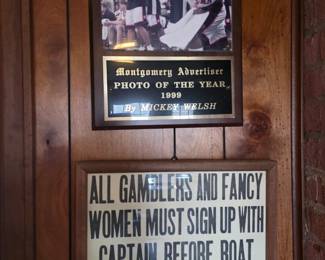 Montgomery Advertiser
PHOTO OF THE YEAR
1999
By MICKEY WELSH
ALL GAMBLERS AND FANCY
WOMEN MUST SIGN UP WITH
CAPTAIN BEFORE BOAT